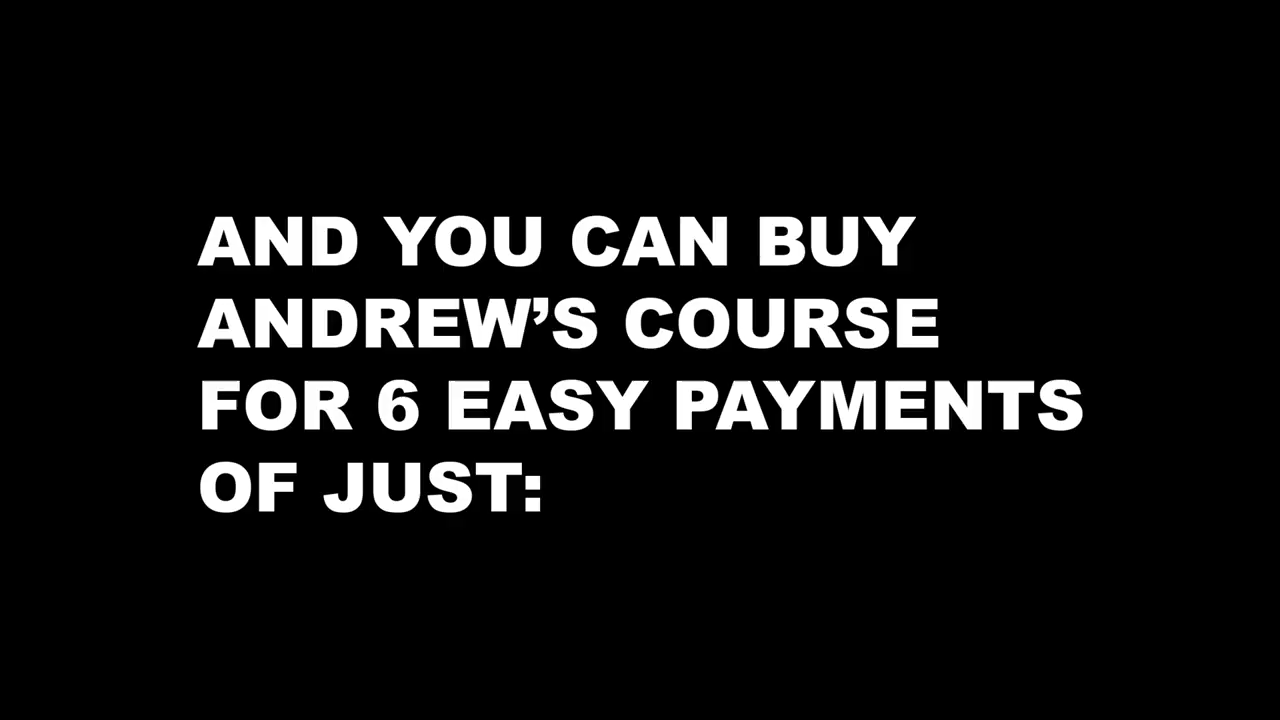 AND YOU CAN BUY
ANDREW’S COURSE
FOR 6 EASY PAYMENTS
OF JUST: